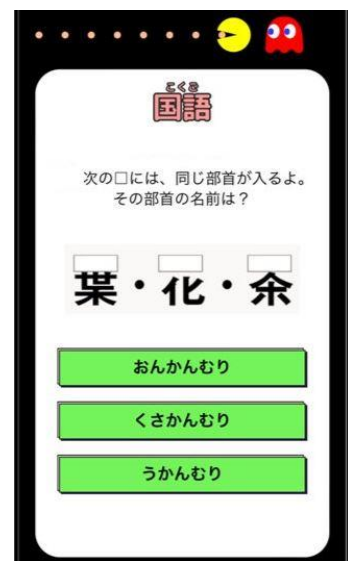 こくご
国語
次の□には、同じ部首が入るよ。
その部首の名前は？
枼・化・余
おんかんむり
くさかんむり
うかんむり